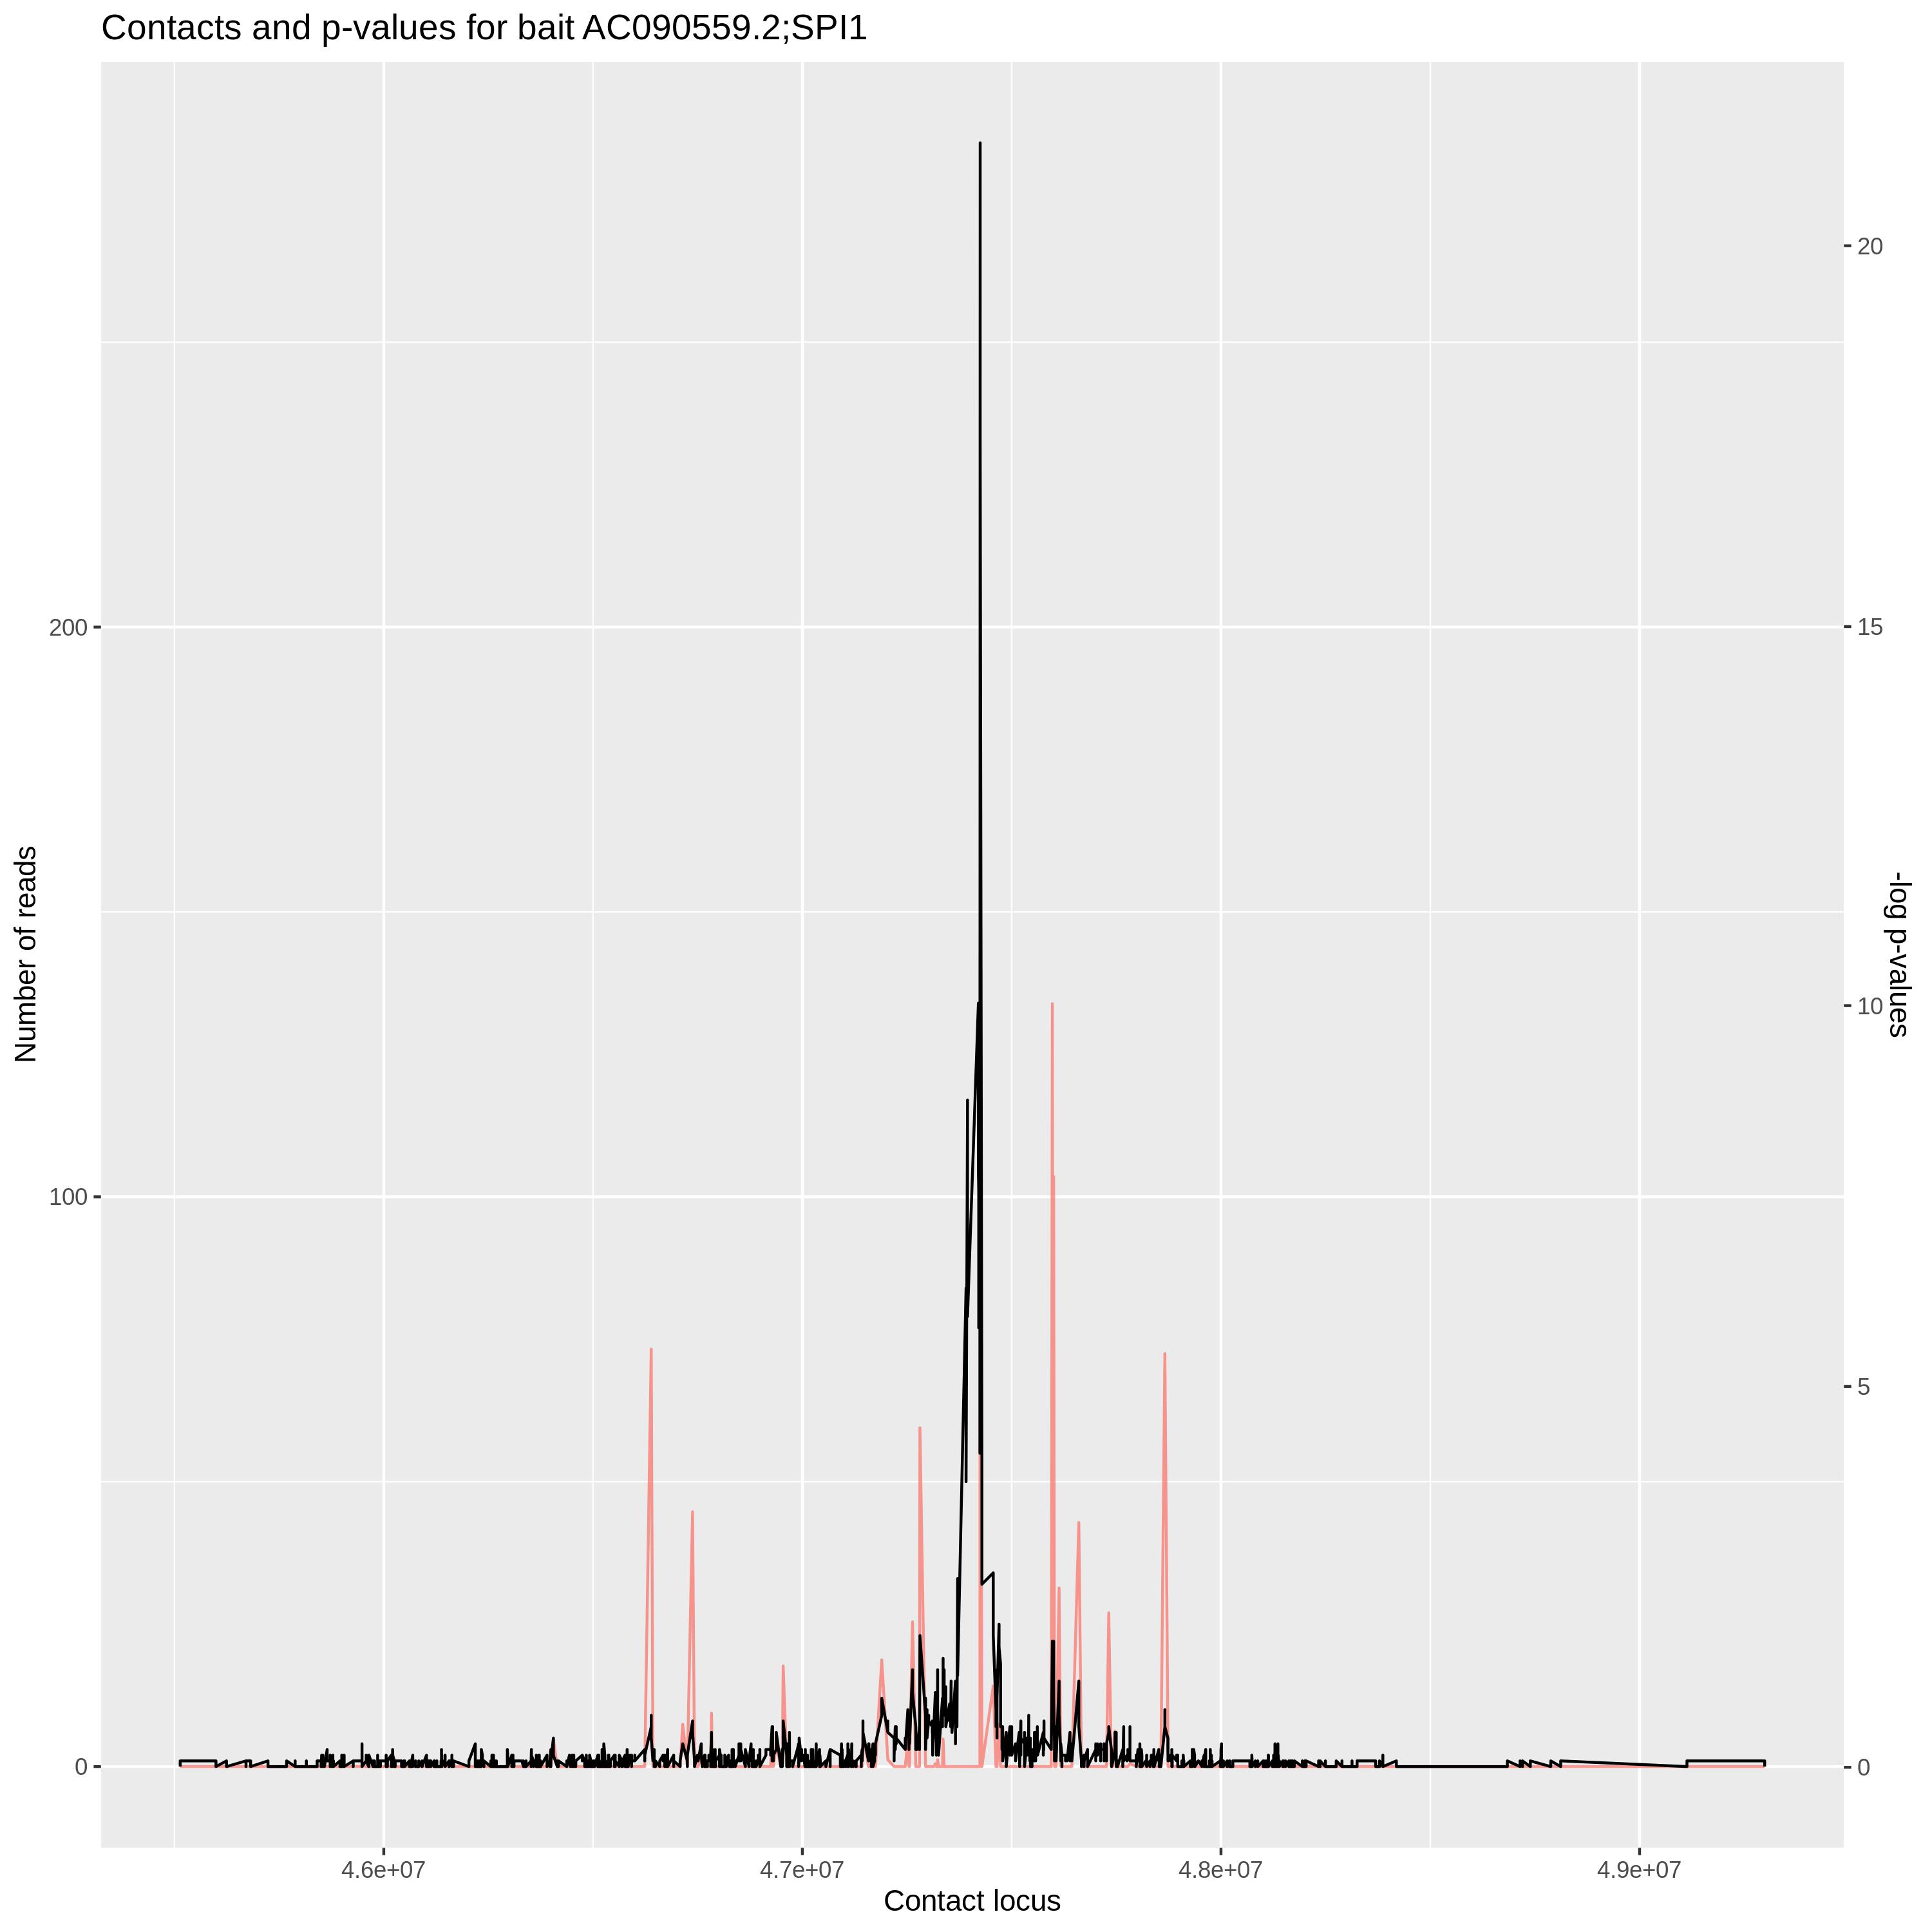 Contacts and p-values for bait AC090559.2;SPI1
200
100
0
Number of reads
20
15
10
5
0
-log p-values
4.6e+07 4.7e+07 4.8e+07 4.9e+07
Contact locus